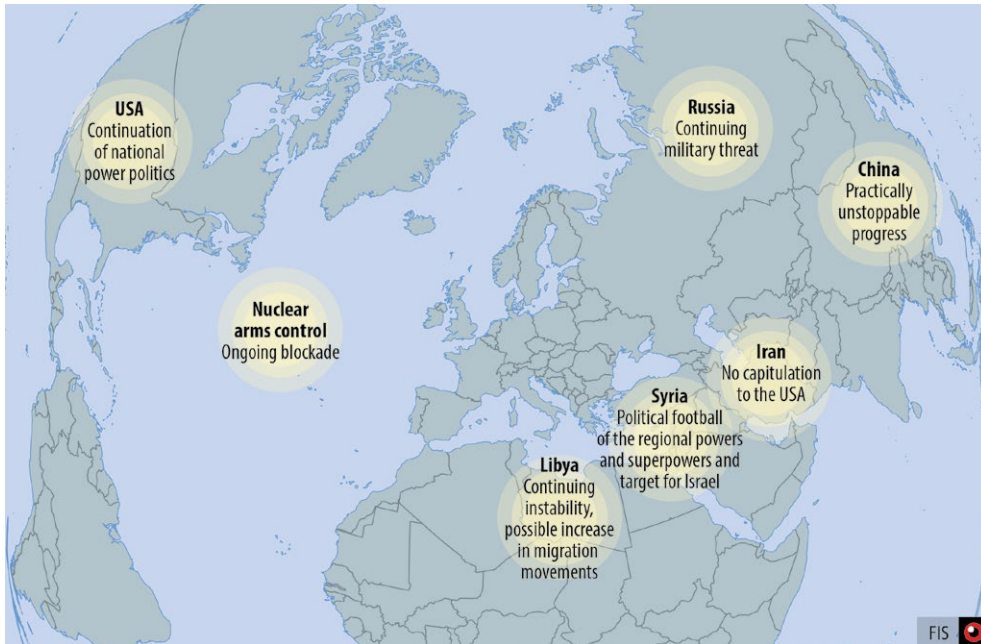 USA
Continuation
of national
power politics
Russia
Continuing
military threat
China
Practically
unstoppable
progress
Nuclear
arms control
Ongoing blockade
Iran
No capitulation
to the USA
Syria
Political football
of the regional powers
and superpowers and
target for Israel
Libya
Continuing
instability,
possible increase
in migration
movements
FIS